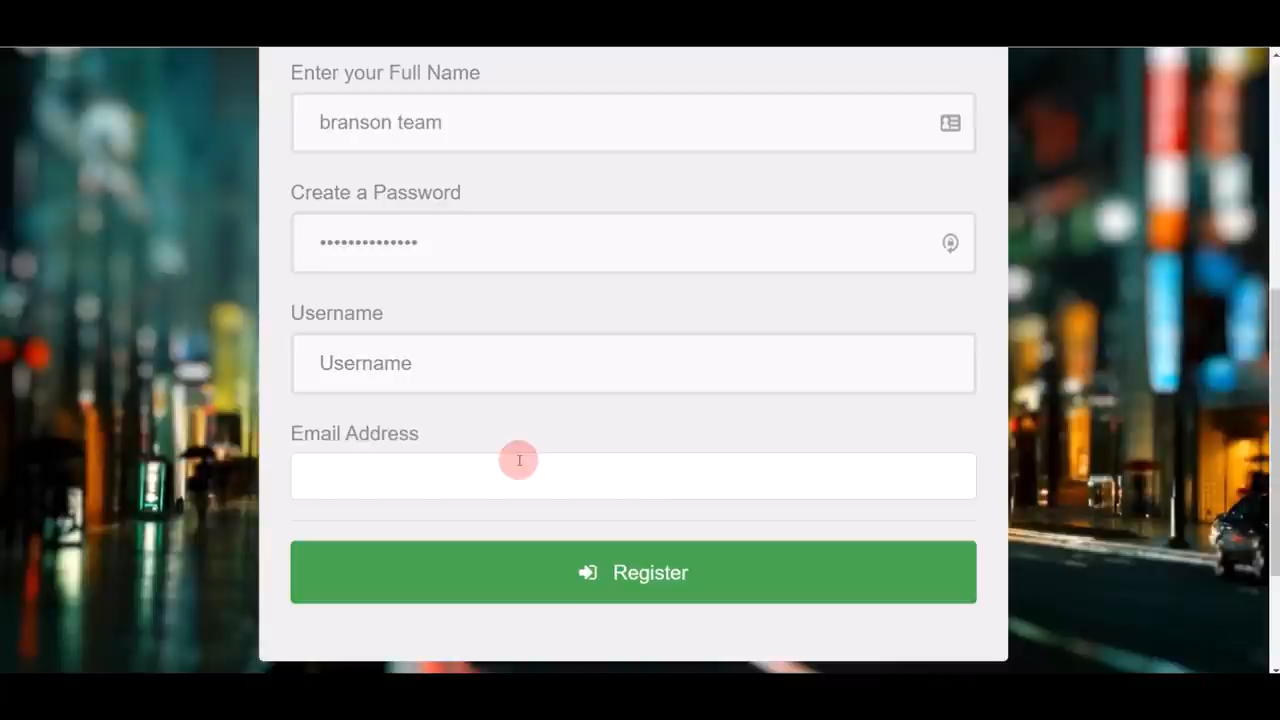 Enter your Full Name
branson team
Create a Password
••••••••••••••
Username
Username
Email Address
Register